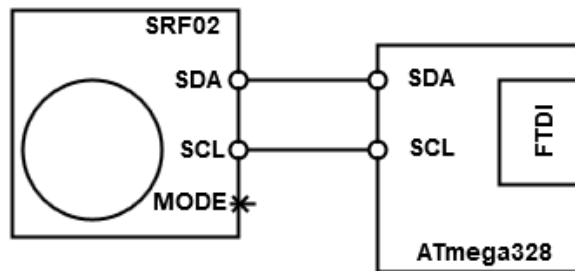 SRF02
SDA
SCL
MODE
SDA
SCL
FTDI
ATmega328